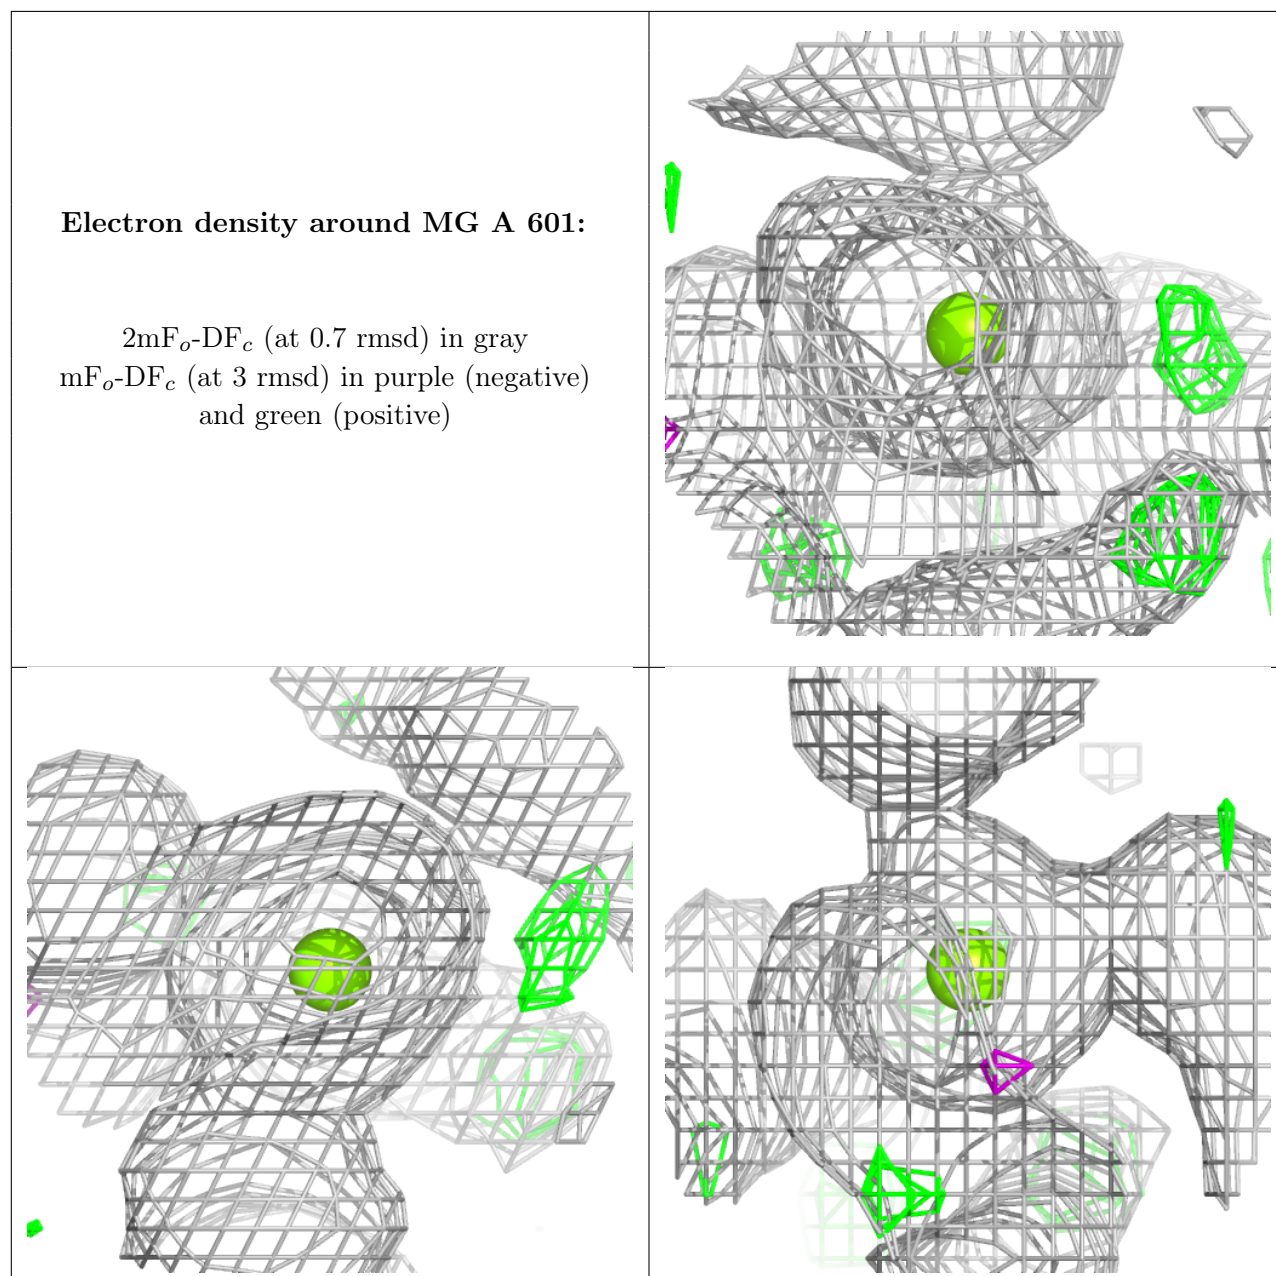 Electron density around MG A 601:
2mFₒ-DF𝒸 (at 0.7 rmsd) in gray
mFₒ-DF𝒸 (at 3 rmsd) in purple (negative)
and green (positive)